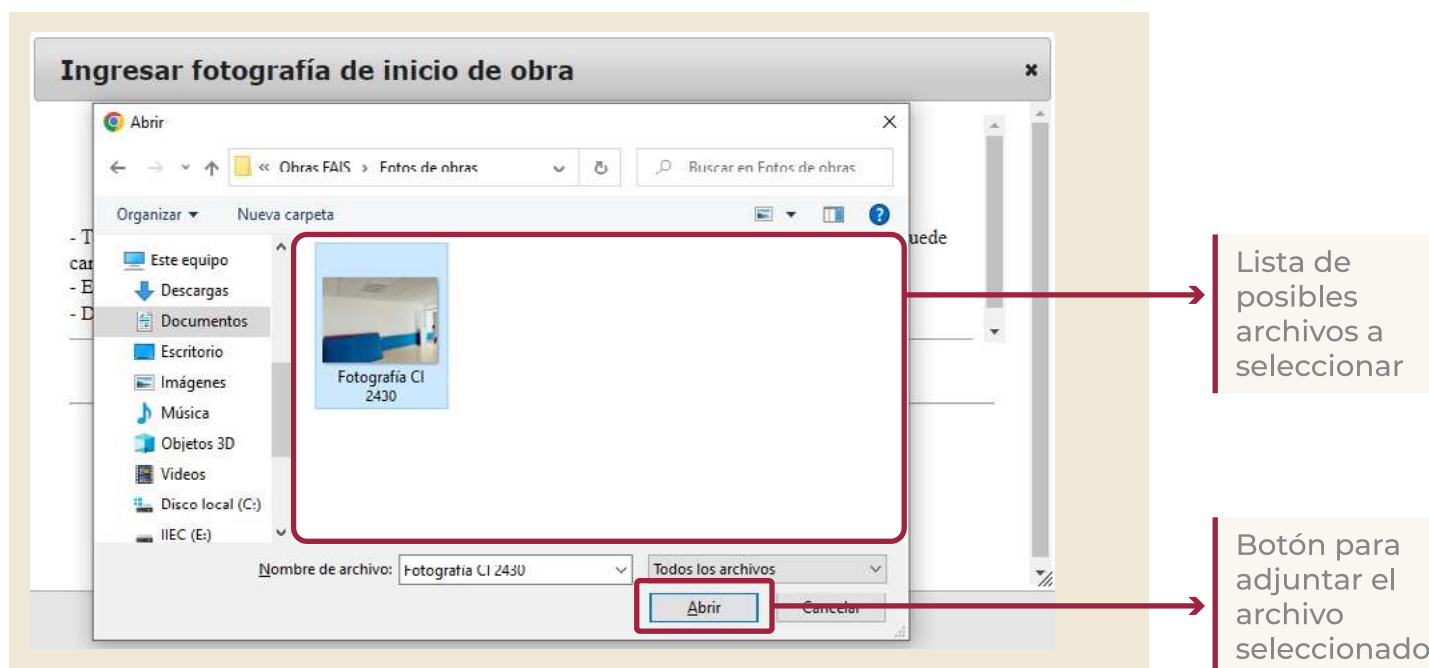 Ingresar fotografía de inicio de obra
Abrir
« Obras FAIS › Fotos de obras
Buscar en Fotos de obras
Organizar
Nueva carpeta
- T
uede
car
- E
- D
Este equipo
Descargas
Documentos
Escritorio
Imágenes
Música
Objetos 3D
Videos
Disco local (C:)
IIEC (E:)
Fotografía CI
2430
Nombre de archivo:
Fotografía CI 2430
Todos los archivos
Abrir
Cancelar
Lista de
posibles
archivos a
seleccionar
Botón para
adjuntar el
archivo
seleccionado